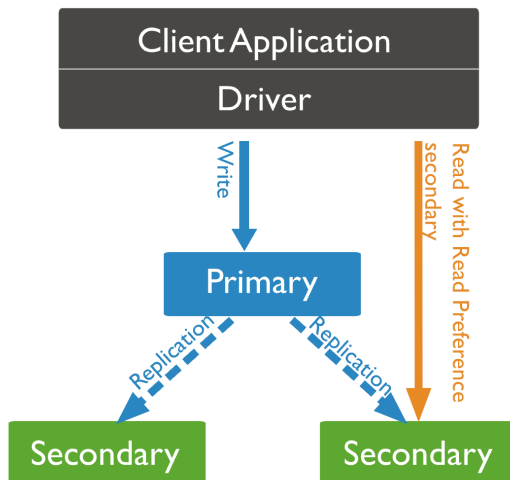 Client Application
Driver
Write
Read with Read Preference
secondary
Primary
Replication
Replication
Secondary
Secondary